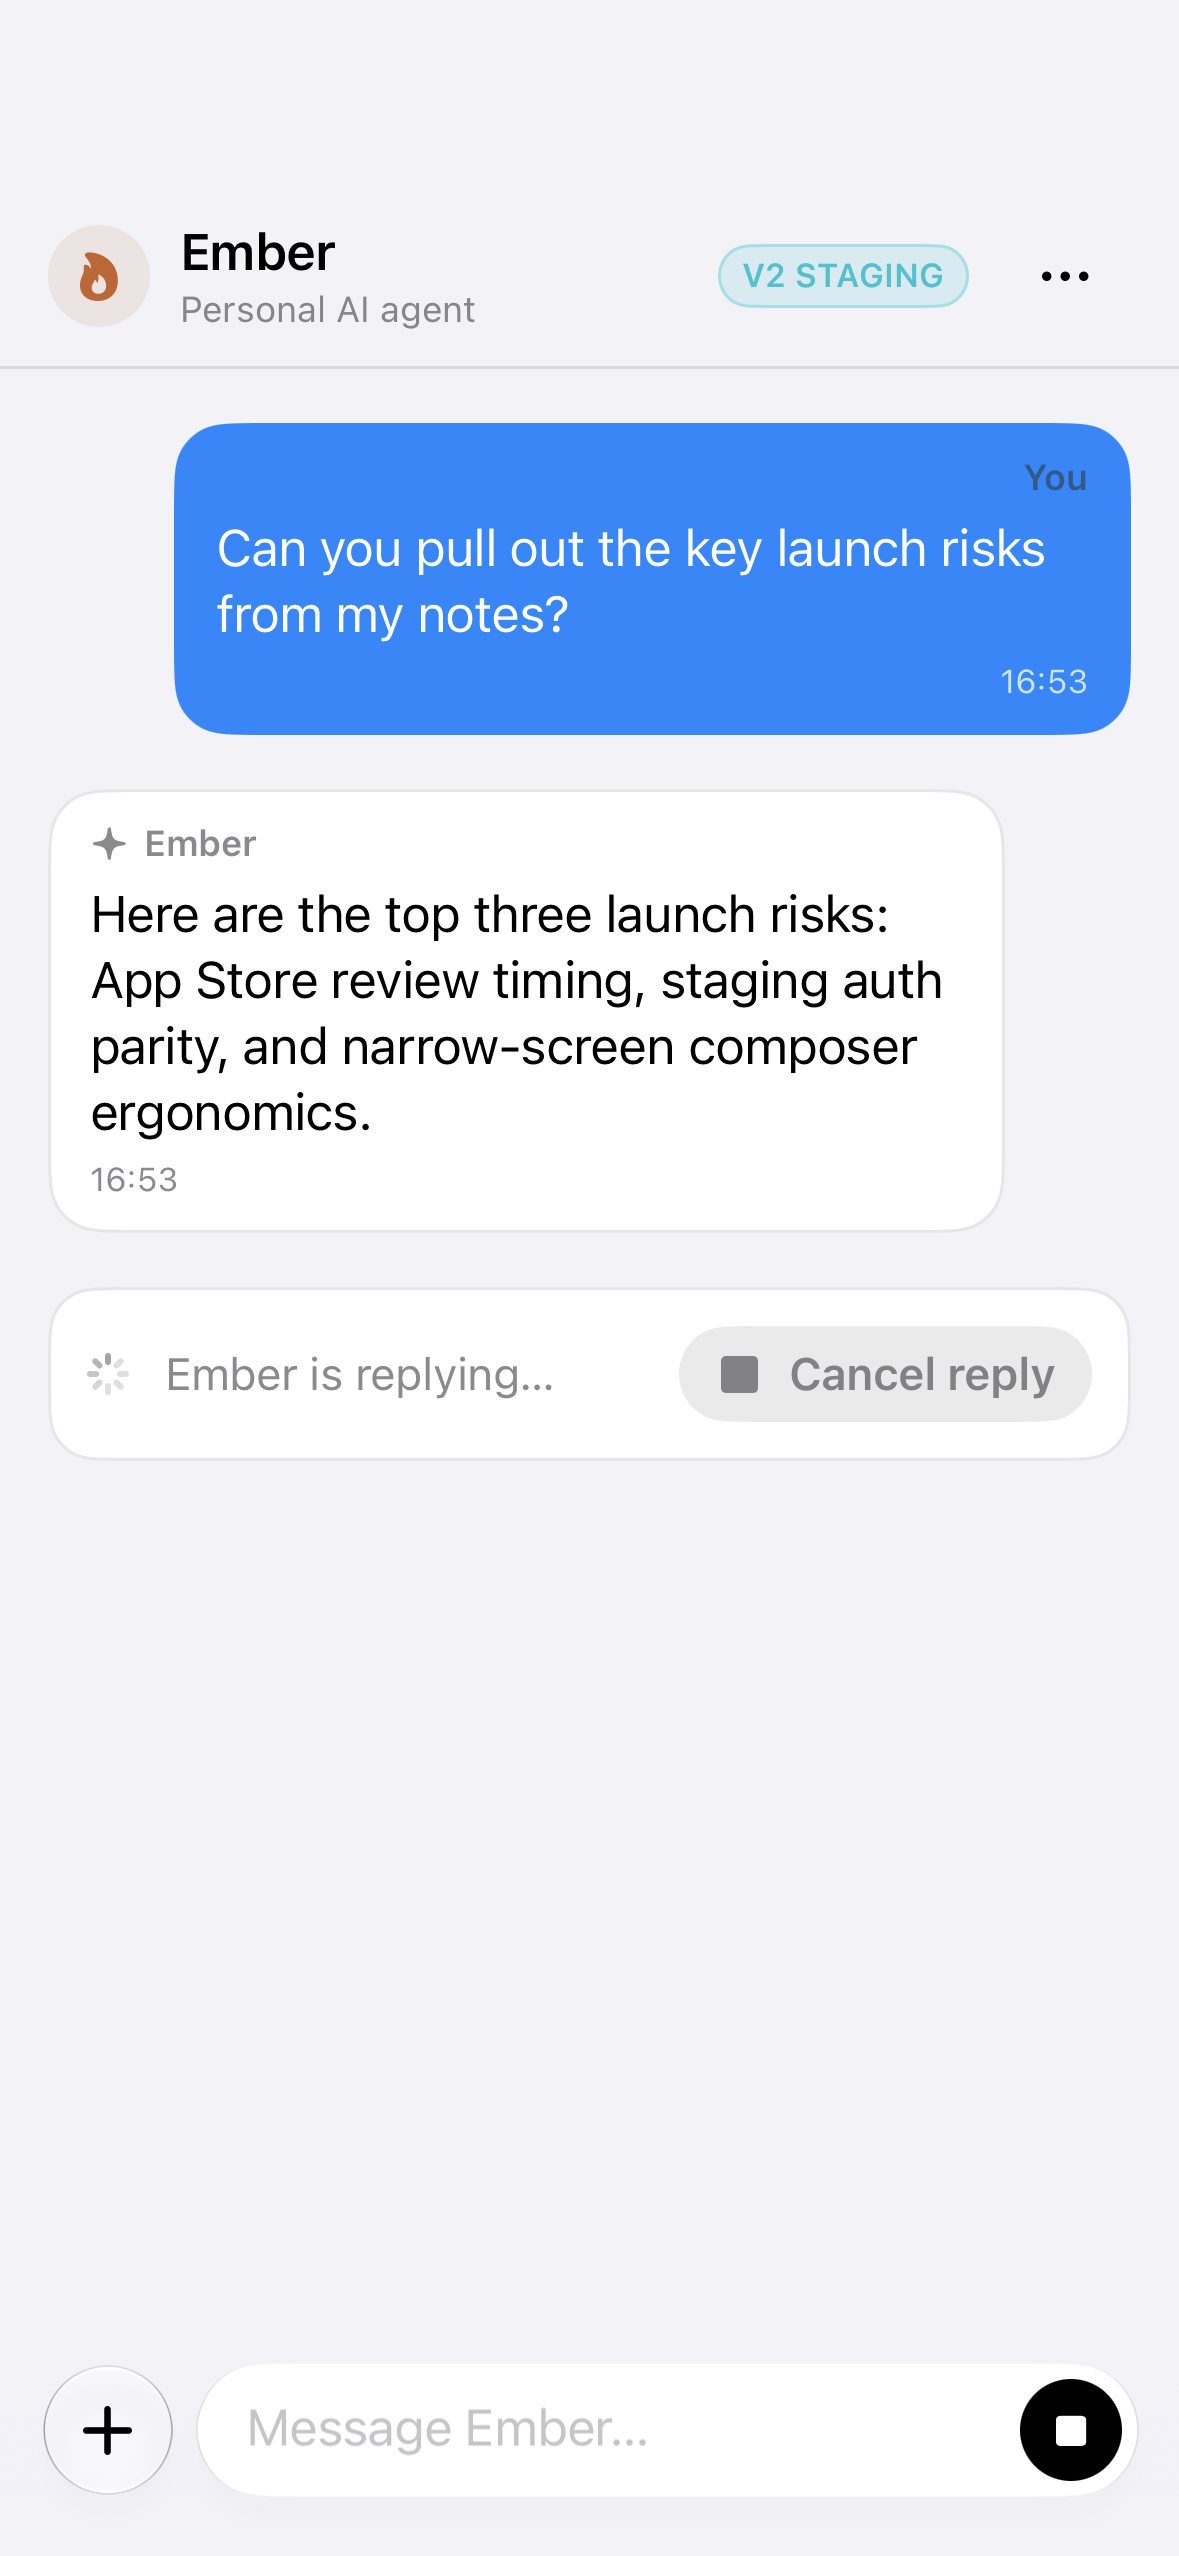 Ember
Personal AI agent
V2 STAGING
You
Can you pull out the key launch risks
from my notes?
16:53
Ember
Here are the top three launch risks:
App Store review timing, staging auth
parity, and narrow-screen composer
ergonomics.
16:53
Ember is replying...
Cancel reply
Message Ember...